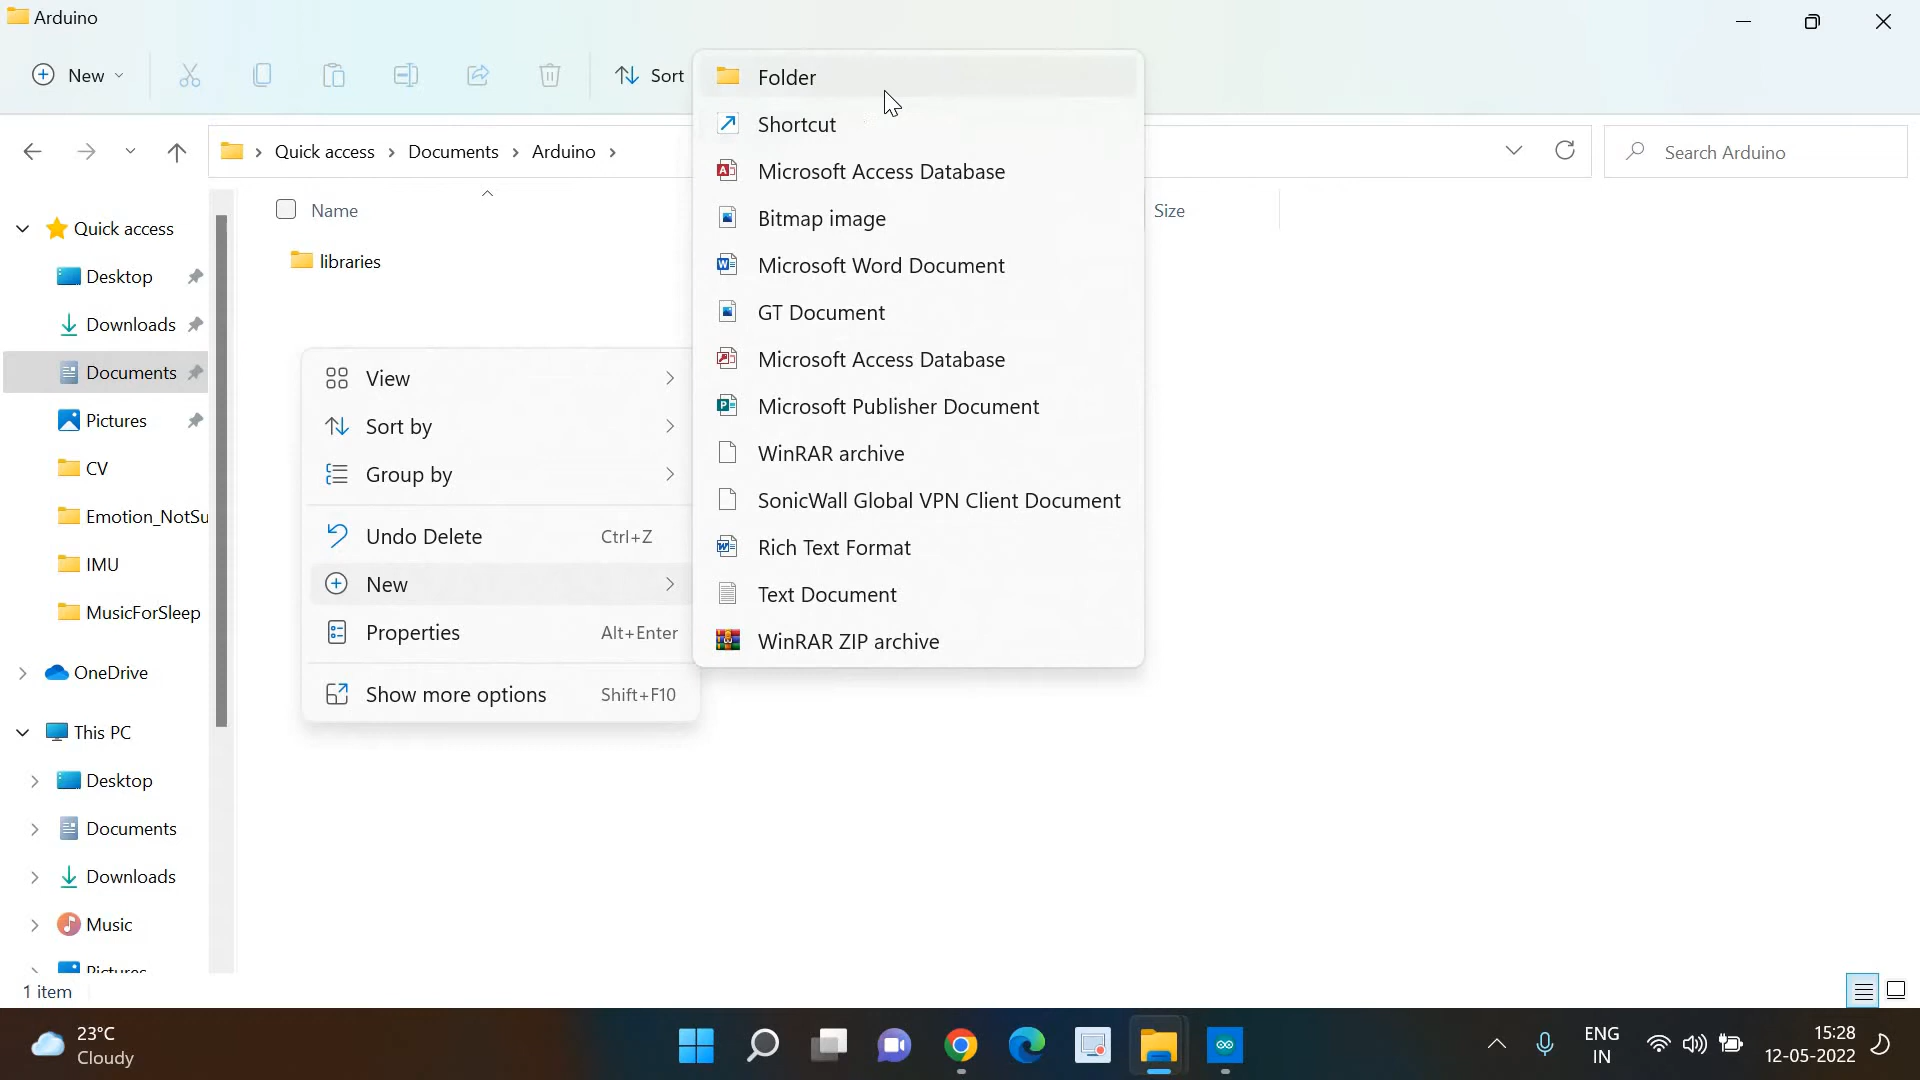 Arduino
New
Sort
Quick access
Documents
Arduino
Search Arduino
Name
Size
libraries
Quick access
Desktop
Downloads
Documents
Pictures
CV
Emotion_NotSu
IMU
MusicForSleep
OneDrive
This PC
Desktop
Documents
Downloads
Music
Pictures
1 item
View
Sort by
Group by
Undo Delete Ctrl+Z
New
Properties Alt+Enter
Show more options Shift+F10
Folder
Shortcut
Microsoft Access Database
Bitmap image
Microsoft Word Document
GT Document
Microsoft Access Database
Microsoft Publisher Document
WinRAR archive
SonicWall Global VPN Client Document
Rich Text Format
Text Document
WinRAR ZIP archive
23°C
Cloudy
ENG
IN
15:28
12-05-2022